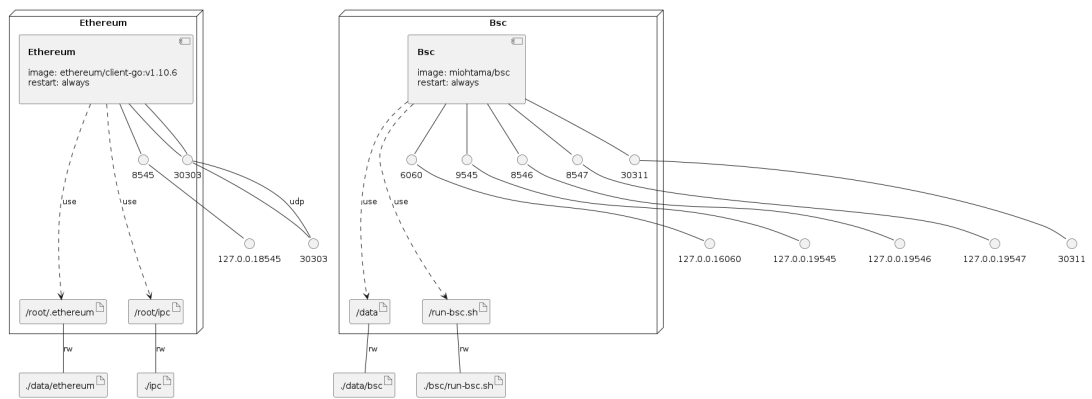 Ethereum
Bsc
Ethereum
image: ethereum/client-go:v1.10.6
restart: always
Bsc
image: miohtama/bsc
restart: always
8545
30303
6060
9545
8546
8547
30311
use
use
udp
use
use
127.0.0.18545
30303
127.0.0.16060
127.0.0.19545
127.0.0.19546
127.0.0.19547
30311
/root/.ethereum
/root/ipc
/data
/run-bsc.sh
rw
rw
rw
rw
./data/ethereum
./ipc
./data/bsc
./bsc/run-bsc.sh